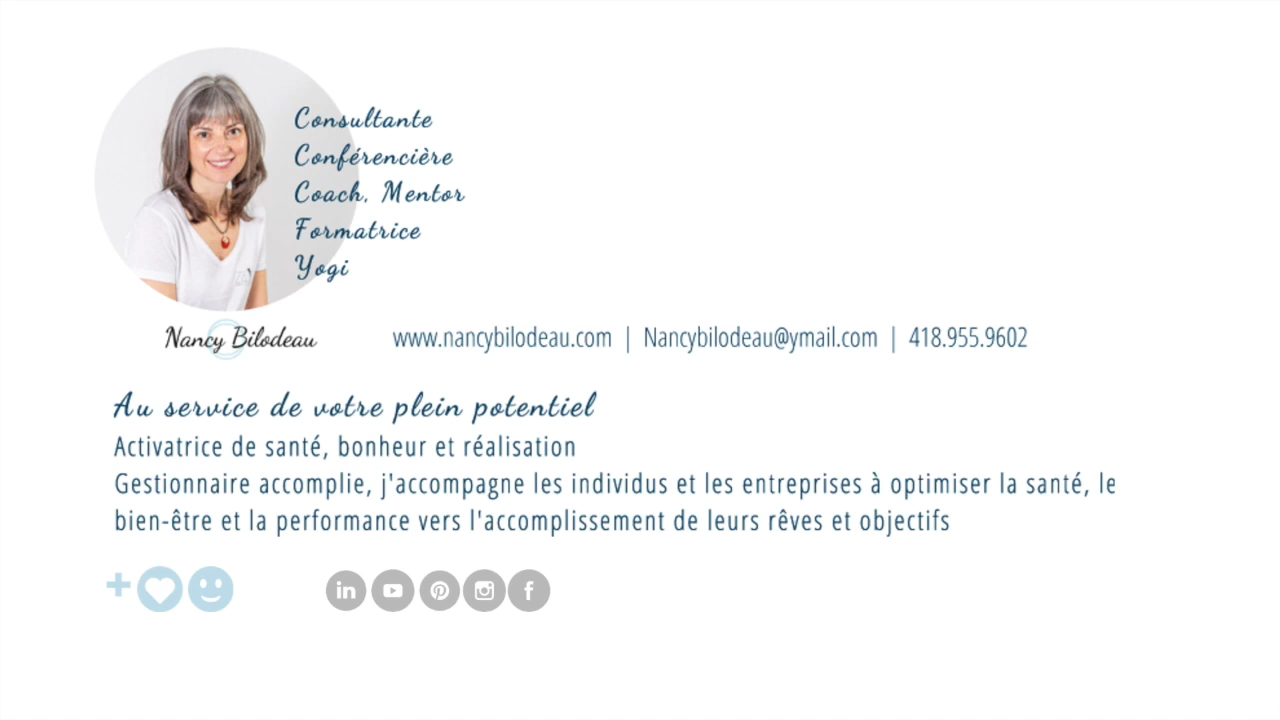 Consultante
Conférencière
Coach, Mentor
Formatrice
Yogi
Nancy Bilodeau
www.nancybilodeau.com | Nancybilodeau@ymail.com | 418.955.9602
Au service de votre plein potentiel
Activatrice de santé, bonheur et réalisation
Gestionnaire accomplie, j'accompagne les individus et les entreprises à optimiser la santé, le
bien-être et la performance vers l'accomplissement de leurs rêves et objectifs